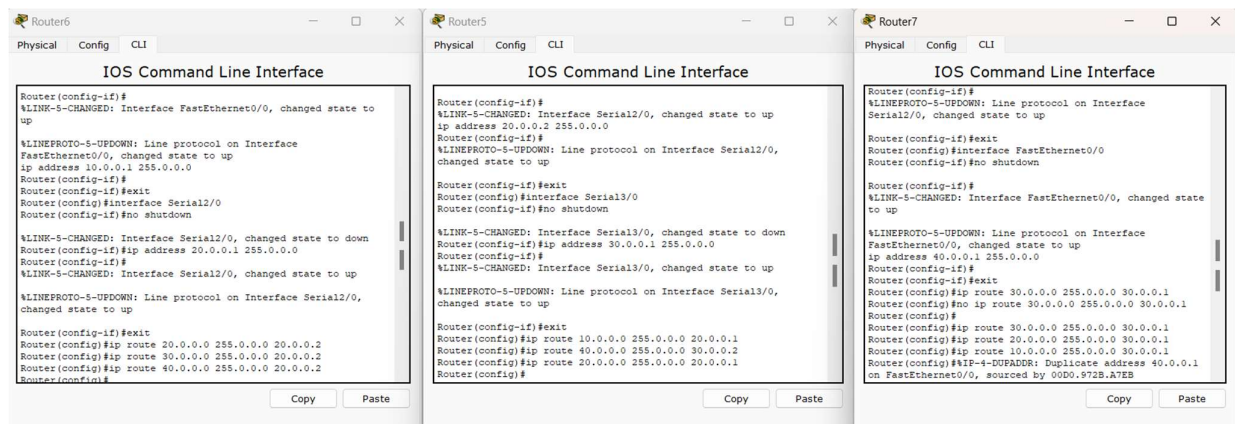 Router6
Physical Config CLI
IOS Command Line Interface
Router(config-if)#
%LINK-5-CHANGED: Interface FastEthernet0/0, changed state to
up
%LINEPROTO-5-UPDOWN: Line protocol on Interface
FastEthernet0/0, changed state to up
ip address 10.0.0.1 255.0.0.0
Router(config-if)#
Router(config-if)#exit
Router(config)#interface Serial2/0
Router(config-if)#no shutdown
%LINK-5-CHANGED: Interface Serial2/0, changed state to down
Router(config-if)#ip address 20.0.0.1 255.0.0.0
Router(config-if)#
%LINK-5-CHANGED: Interface Serial2/0, changed state to up
%LINEPROTO-5-UPDOWN: Line protocol on Interface Serial2/0,
changed state to up
Router(config-if)#exit
Router(config)#ip route 20.0.0.0 255.0.0.0 20.0.0.2
Router(config)#ip route 30.0.0.0 255.0.0.0 20.0.0.2
Router(config)#ip route 40.0.0.0 255.0.0.0 20.0.0.2
Router(config)#
Copy Paste
Router5
Physical Config CLI
IOS Command Line Interface
Router(config-if)#
%LINK-5-CHANGED: Interface Serial2/0, changed state to up
ip address 20.0.0.2 255.0.0.0
Router(config-if)#
%LINEPROTO-5-UPDOWN: Line protocol on Interface Serial2/0,
changed state to up
Router(config-if)#exit
Router(config)#interface Serial3/0
Router(config-if)#no shutdown
%LINK-5-CHANGED: Interface Serial3/0, changed state to down
Router(config-if)#ip address 30.0.0.1 255.0.0.0
Router(config-if)#
%LINK-5-CHANGED: Interface Serial3/0, changed state to up
%LINEPROTO-5-UPDOWN: Line protocol on Interface Serial3/0,
changed state to up
Router(config-if)#exit
Router(config)#ip route 10.0.0.0 255.0.0.0 20.0.0.1
Router(config)#ip route 40.0.0.0 255.0.0.0 30.0.0.2
Router(config)#ip route 20.0.0.0 255.0.0.0 20.0.0.1
Router(config)#
Copy Paste
Router7
Physical Config CLI
IOS Command Line Interface
Router(config-if)#
%LINEPROTO-5-UPDOWN: Line protocol on Interface
Serial2/0, changed state to up
Router(config-if)#exit
Router(config)#interface FastEthernet0/0
Router(config-if)#no shutdown
Router(config-if)#
%LINK-5-CHANGED: Interface FastEthernet0/0, changed state
to up
%LINEPROTO-5-UPDOWN: Line protocol on Interface
FastEthernet0/0, changed state to up
ip address 40.0.0.1 255.0.0.0
Router(config-if)#
Router(config-if)#exit
Router(config)#ip route 30.0.0.0 255.0.0.0 30.0.0.1
Router(config)#no ip route 30.0.0.0 255.0.0.0 30.0.0.1
Router(config)#
Router(config)#ip route 30.0.0.0 255.0.0.0 30.0.0.1
Router(config)#ip route 20.0.0.0 255.0.0.0 30.0.0.1
Router(config)#ip route 10.0.0.0 255.0.0.0 30.0.0.1
Router(config)#%IP-4-DUPADDR: Duplicate address 40.0.0.1
on FastEthernet0/0, sourced by 00D0.972B.A7EB
Copy Paste